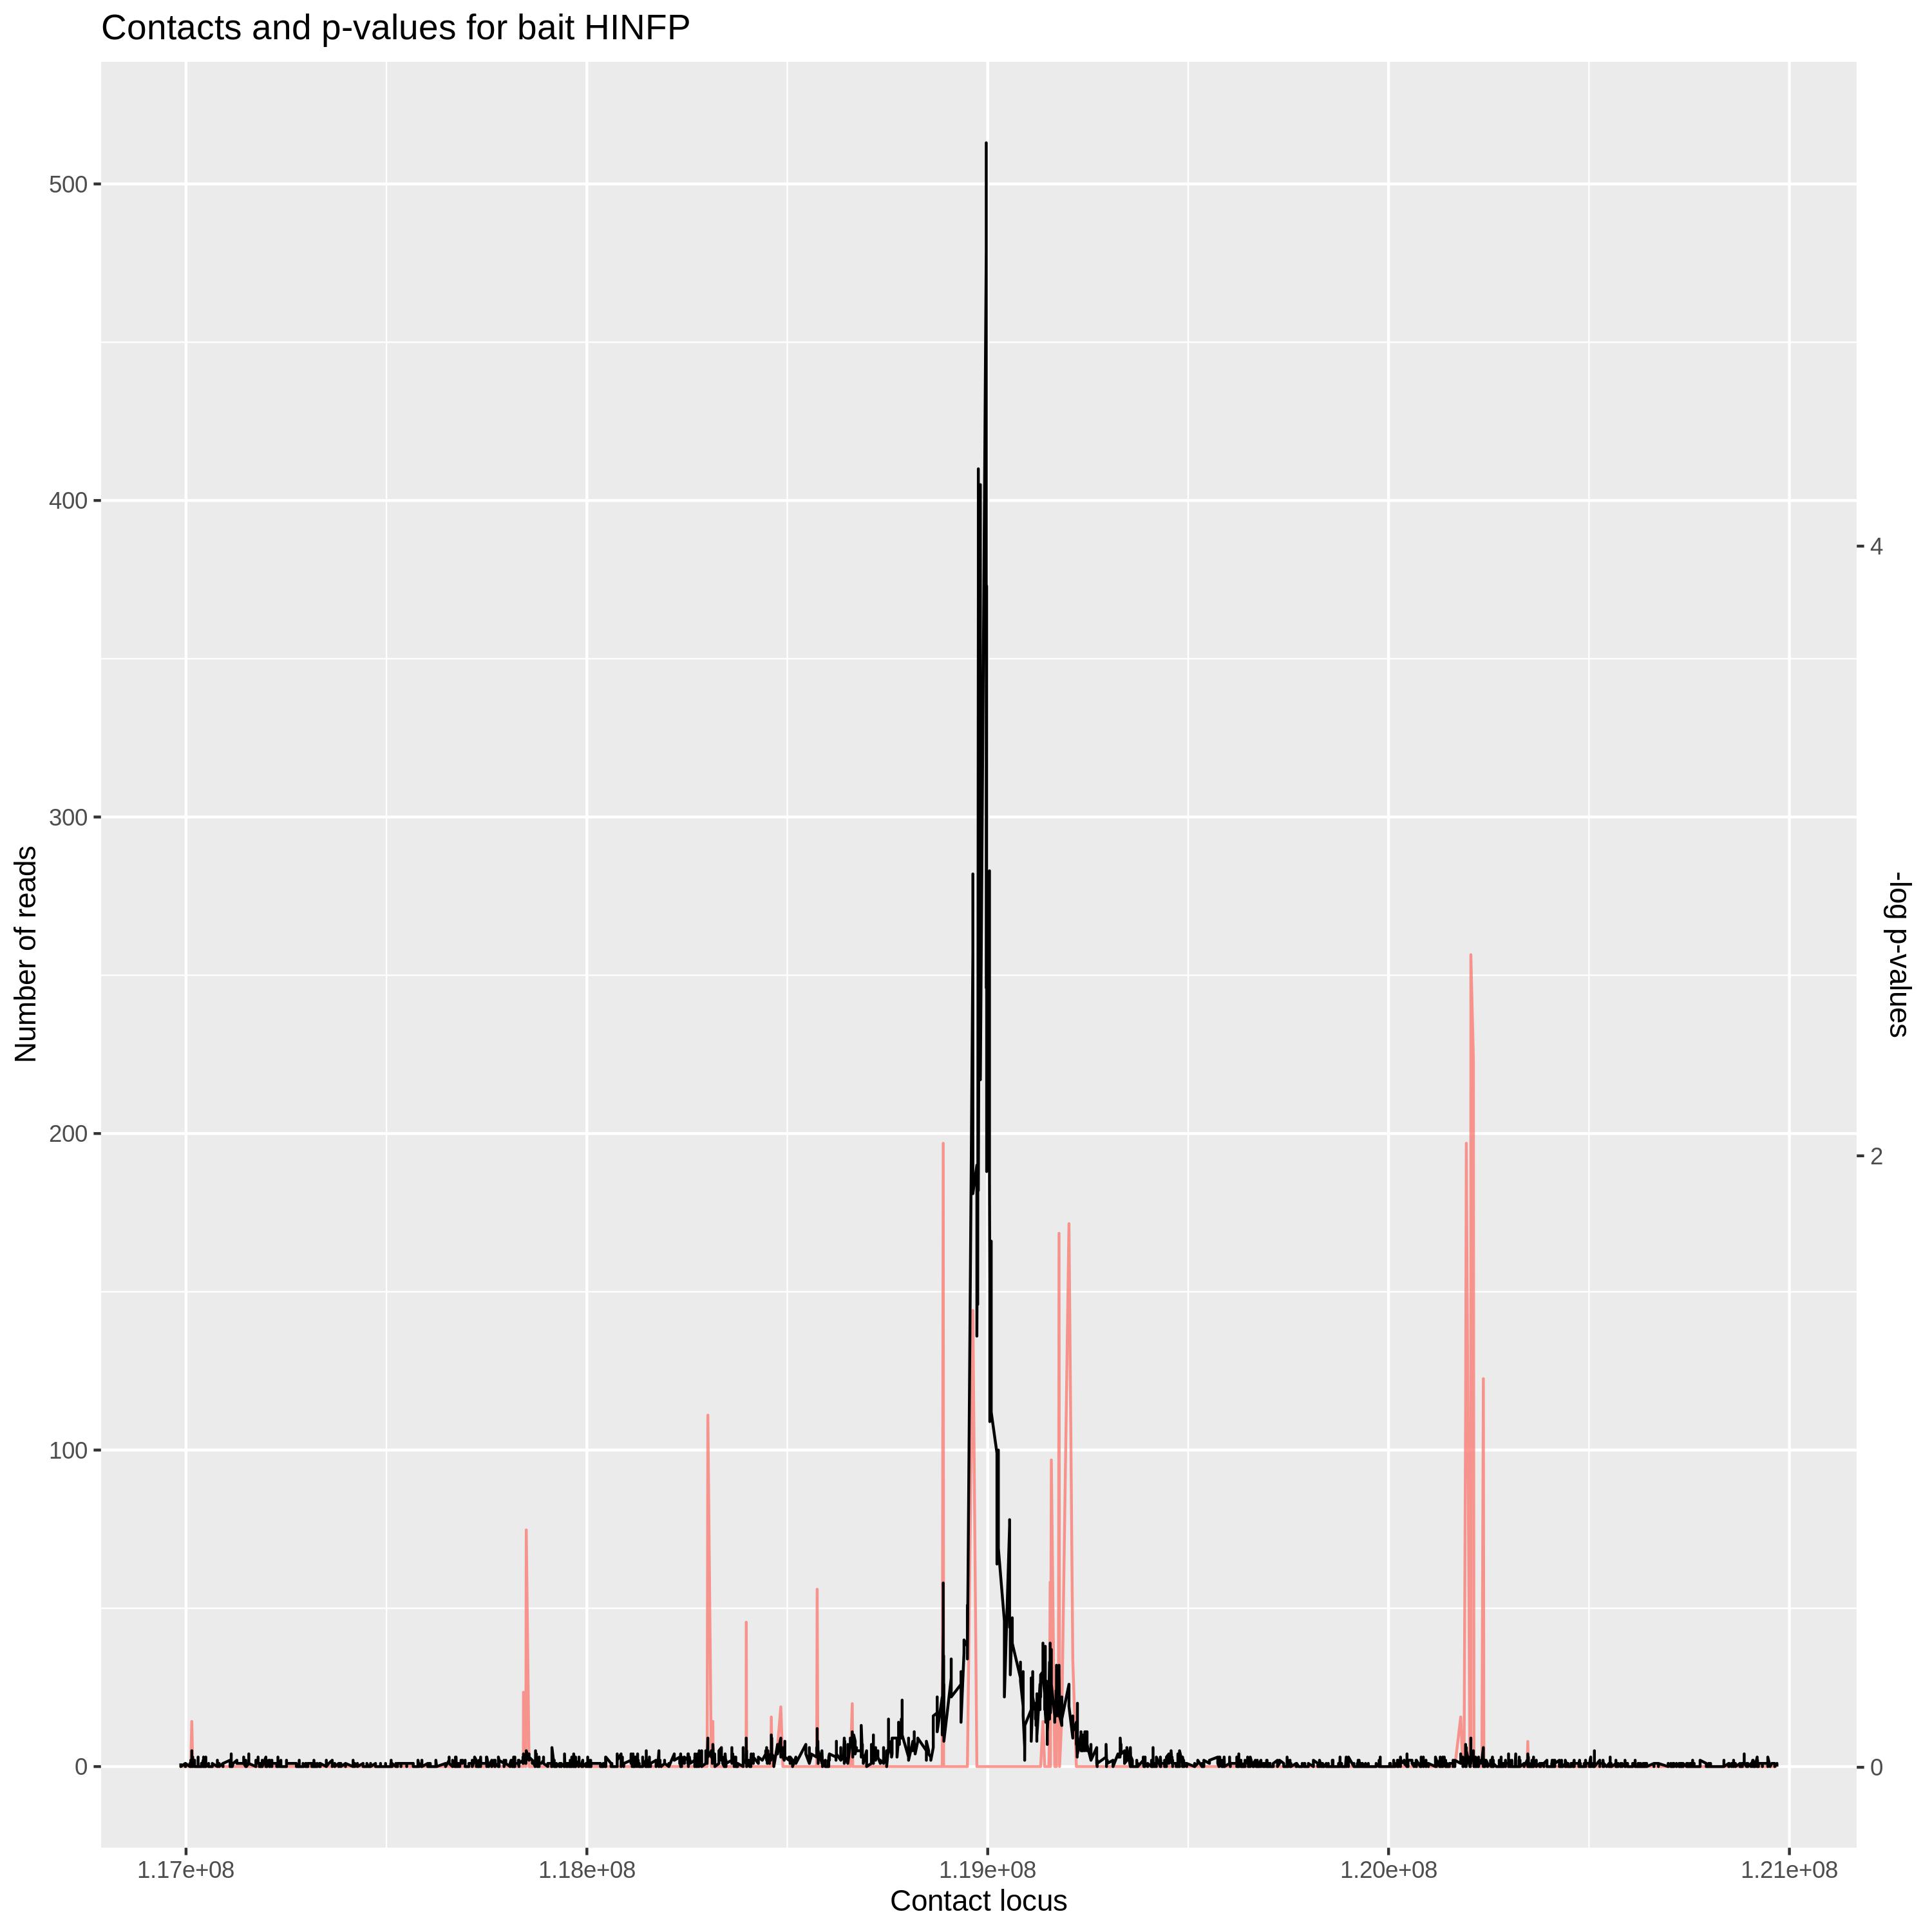 Contacts and p-values for bait HINFP
500
400
300
200
100
0
Number of reads
4
2
0
-log p-values
1.17e+08
1.18e+08
1.19e+08
1.20e+08
1.21e+08
Contact locus